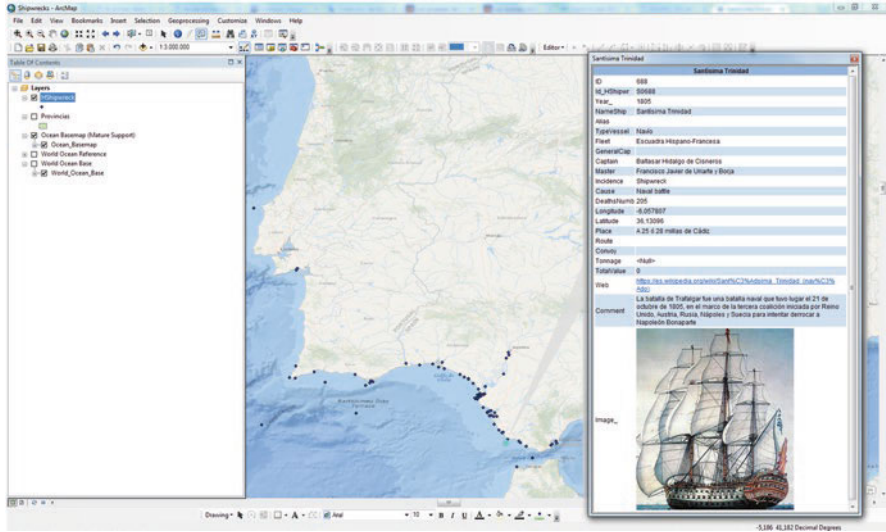 Shipwrecks - ArcMap
File Edit View Bookmarks Insert Selection Geoprocessing Customize Windows Help
1:3.000.000
Editor
Table Of Contents
Layers
HShipwreck
Provincias
Ocean Basemap (Mature Support)
Ocean_Basemap
World Ocean Reference
World Ocean Base
World_Ocean_Base
Santisima Trinidad
Santisima Trinidad
ID 688
Id_HShipwr S0688
Year_ 1805
NameShip Santísima Trinidad
Alias
TypeVessel Navío
Fleet Escuadra Hispano-Francesa
GeneralCap
Captain Baltasar Hidalgo de Cisneros
Master Francisco Javier de Uriarte y Borja
Incidence Shipwreck
Cause Naval battle
DeathsNumb 205
Longitude -6,057807
Latitude 36,13096
Place A 25 ó 28 millas de Cádiz
Route
Convoy
Tonnage <Null>
TotalValue 0
Web https://es.wikipedia.org/wiki/Sant%C3%ADsima_Trinidad_(nav%C3%
ADo)
Comment La batalla de Trafalgar fue una batalla naval que tuvo lugar el 21 de
octubre de 1805, en el marco de la tercera coalición iniciada por Reino
Unido, Austria, Rusia, Nápoles y Suecia para intentar derrocar a
Napoleón Bonaparte
Image_
Drawing Arial 10 B I U A
-5,186 41,182 Decimal Degrees